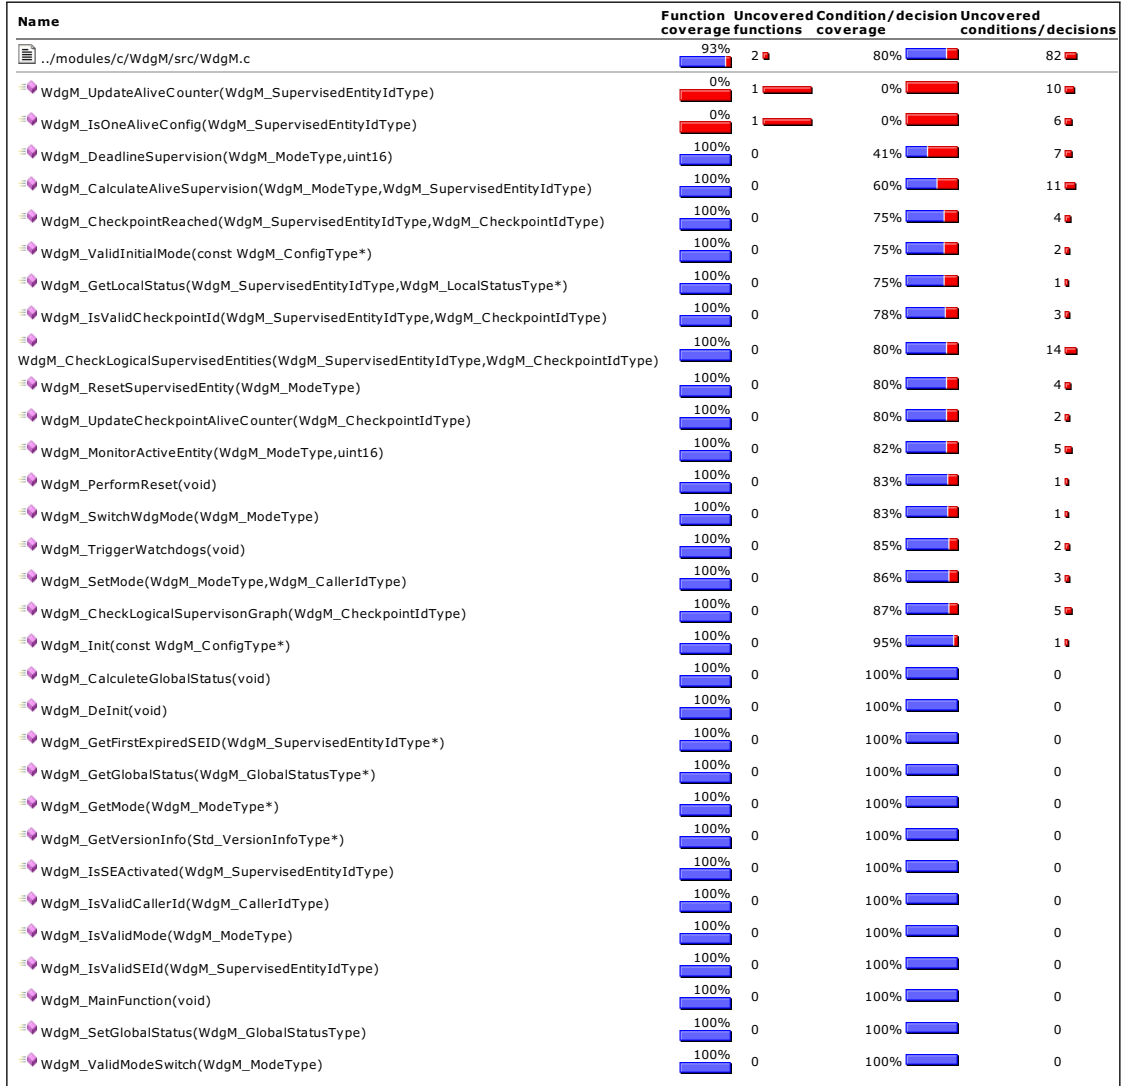 Name Function coverage Uncovered functions Condition/decision coverage Uncovered conditions/decisions
../modules/c/WdgM/src/WdgM.c 93% 2 80% 82
WdgM_UpdateAliveCounter(WdgM_SupervisedEntityIdType) 0% 1 0% 10
WdgM_IsOneAliveConfig(WdgM_SupervisedEntityIdType) 0% 1 0% 6
WdgM_DeadlineSupervision(WdgM_ModeType,uint16) 100% 0 41% 7
WdgM_CalculateAliveSupervision(WdgM_ModeType,WdgM_SupervisedEntityIdType) 100% 0 60% 11
WdgM_CheckpointReached(WdgM_SupervisedEntityIdType,WdgM_CheckpointIdType) 100% 0 75% 4
WdgM_ValidInitialMode(const WdgM_ConfigType*) 100% 0 75% 2
WdgM_GetLocalStatus(WdgM_SupervisedEntityIdType,WdgM_LocalStatusType*) 100% 0 75% 1
WdgM_IsValidCheckpointId(WdgM_SupervisedEntityIdType,WdgM_CheckpointIdType) 100% 0 78% 3
WdgM_CheckLogicalSupervisedEntities(WdgM_SupervisedEntityIdType,WdgM_CheckpointIdType) 100% 0 80% 14
WdgM_ResetSupervisedEntity(WdgM_ModeType) 100% 0 80% 4
WdgM_UpdateCheckpointAliveCounter(WdgM_CheckpointIdType) 100% 0 80% 2
WdgM_MonitorActiveEntity(WdgM_ModeType,uint16) 100% 0 82% 5
WdgM_PerformReset(void) 100% 0 83% 1
WdgM_SwitchWdgMode(WdgM_ModeType) 100% 0 83% 1
WdgM_TriggerWatchdogs(void) 100% 0 85% 2
WdgM_SetMode(WdgM_ModeType,WdgM_CallerIdType) 100% 0 86% 3
WdgM_CheckLogicalSupervisonGraph(WdgM_CheckpointIdType) 100% 0 87% 5
WdgM_Init(const WdgM_ConfigType*) 100% 0 95% 1
WdgM_CalculeteGlobalStatus(void) 100% 0 100% 0
WdgM_DeInit(void) 100% 0 100% 0
WdgM_GetFirstExpiredSEID(WdgM_SupervisedEntityIdType*) 100% 0 100% 0
WdgM_GetGlobalStatus(WdgM_GlobalStatusType*) 100% 0 100% 0
WdgM_GetMode(WdgM_ModeType*) 100% 0 100% 0
WdgM_GetVersionInfo(Std_VersionInfoType*) 100% 0 100% 0
WdgM_IsSEActivated(WdgM_SupervisedEntityIdType) 100% 0 100% 0
WdgM_IsValidCallerId(WdgM_CallerIdType) 100% 0 100% 0
WdgM_IsValidMode(WdgM_ModeType) 100% 0 100% 0
WdgM_IsValidSEId(WdgM_SupervisedEntityIdType) 100% 0 100% 0
WdgM_MainFunction(void) 100% 0 100% 0
WdgM_SetGlobalStatus(WdgM_GlobalStatusType) 100% 0 100% 0
WdgM_ValidModeSwitch(WdgM_ModeType) 100% 0 100% 0